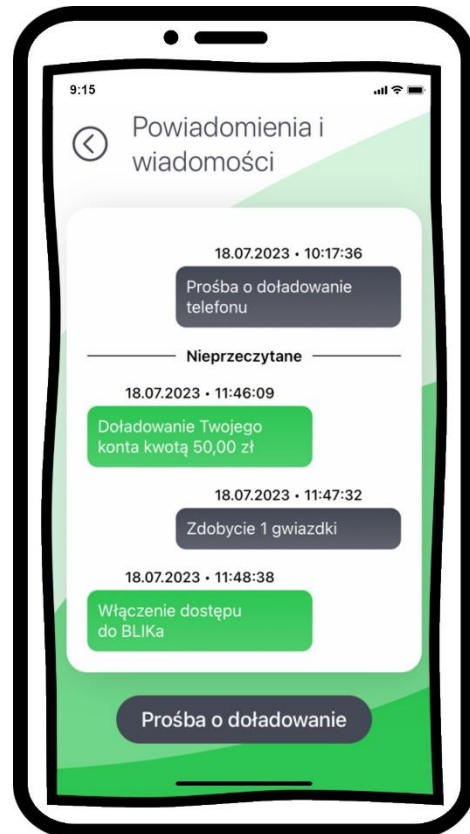 9:15
Powiadomienia i
wiadomości
18.07.2023 • 10:17:36
Prośba o doładowanie
telefonu
Nieprzeczytane
18.07.2023 • 11:46:09
Doładowanie Twojego
konta kwotą 50,00 zł
18.07.2023 • 11:47:32
Zdobycie 1 gwiazdki
18.07.2023 • 11:48:38
Włączenie dostępu
do BLIKa
Prośba o doładowanie